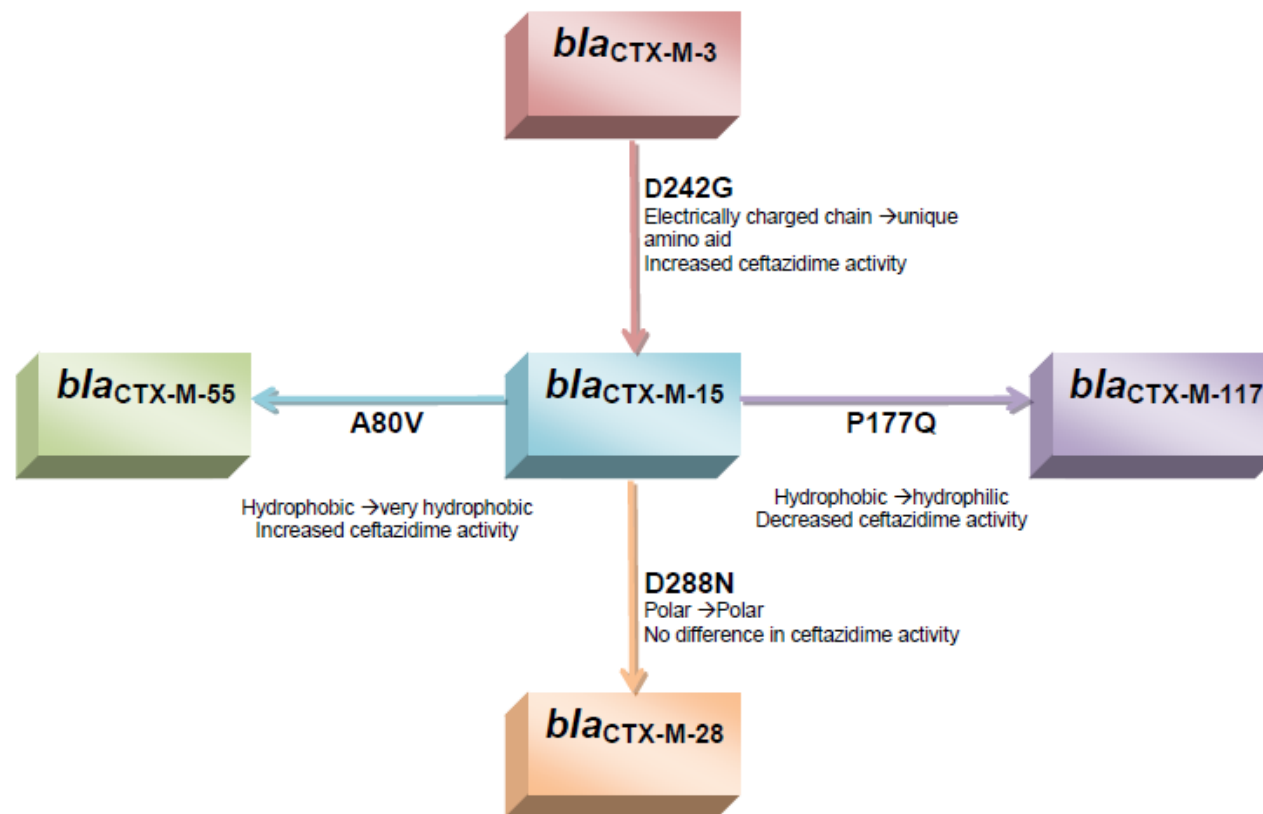 blaCTX-M-3
D242G
Electrically charged chain →unique
amino aid
Increased ceftazidime activity
blaCTX-M-55
blaCTX-M-15
blaCTX-M-117
A80V
P177Q
Hydrophobic →very hydrophobic
Increased ceftazidime activity
Hydrophobic →hydrophilic
Decreased ceftazidime activity
D288N
Polar →Polar
No difference in ceftazidime activity
blaCTX-M-28